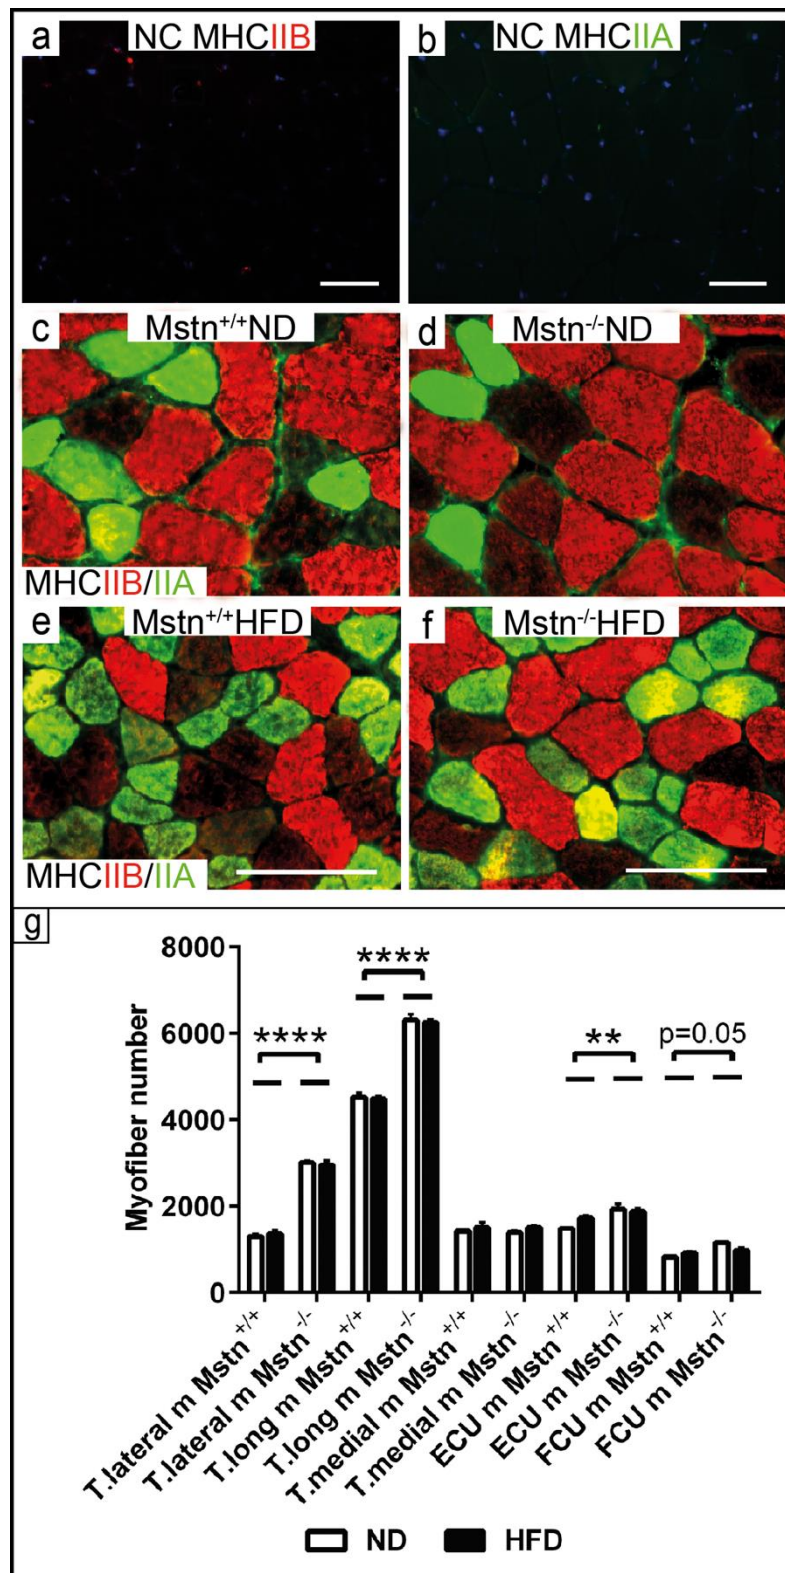 a
NC MHCIIB
b
NC MHCIIA
c
Mstn+/+ND
d
Mstn-/-ND
MHCIIB/IIA
e
Mstn+/+HFD
f
Mstn-/-HFD
MHCIIB/IIA
g
8000
6000
4000
2000
0
Myofiber number
****
****
**
p=0.05
T.lateral m Mstn +/+
T.lateral m Mstn -/-
T.long m Mstn +/+
T.long m Mstn -/-
T.medial m Mstn +/+
T.medial m Mstn -/-
ECU m Mstn +/+
ECU m Mstn -/-
FCU m Mstn +/+
FCU m Mstn -/-
ND HFD